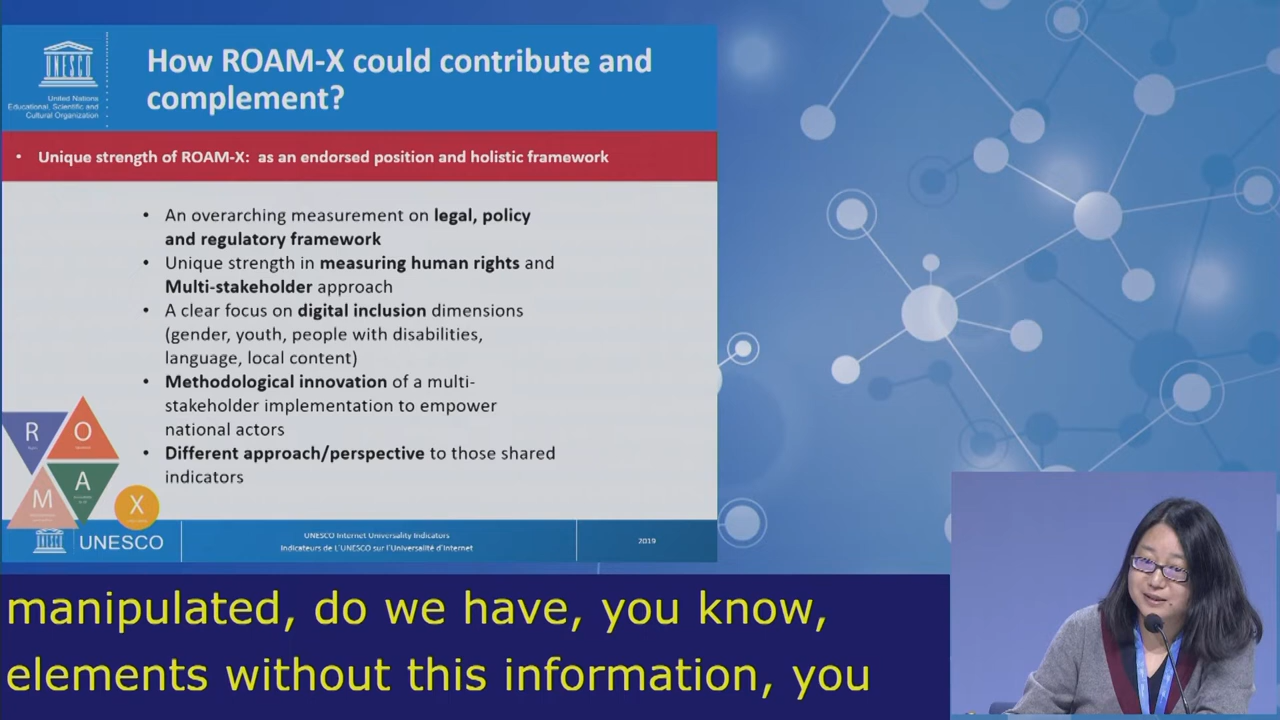 UNESCO
United Nations
Educational, Scientific and
Cultural Organization
How ROAM-X could contribute and
complement?
• Unique strength of ROAM-X: as an endorsed position and holistic framework
• An overarching measurement on legal, policy
and regulatory framework
• Unique strength in measuring human rights and
Multi-stakeholder approach
• A clear focus on digital inclusion dimensions
(gender, youth, people with disabilities,
language, local content)
• Methodological innovation of a multi-
stakeholder implementation to empower
national actors
• Different approach/perspective to those shared
indicators
R
O
A
M
X
UNESCO
UNESCO Internet Universality Indicators
Indicateurs de L'UNESCO sur l'Universalité d'Internet
2019
manipulated, do we have, you know,
elements without this information, you